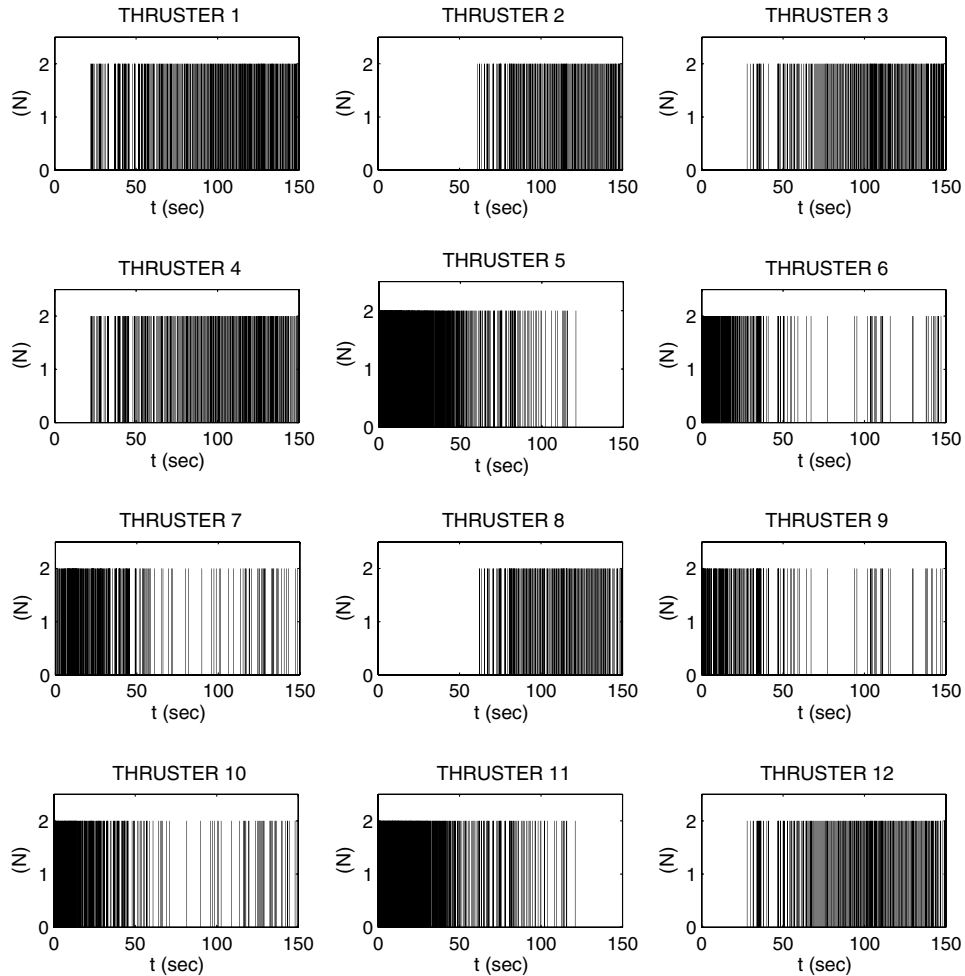 THRUSTER 1
2
1
0
(N)
0 50 100 150
t (sec)
THRUSTER 2
2
1
0
(N)
0 50 100 150
t (sec)
THRUSTER 3
2
1
0
(N)
0 50 100 150
t (sec)
THRUSTER 4
2
1
0
(N)
0 50 100 150
t (sec)
THRUSTER 5
2
1
0
(N)
0 50 100 150
t (sec)
THRUSTER 6
2
1
0
(N)
0 50 100 150
t (sec)
THRUSTER 7
2
1
0
(N)
0 50 100 150
t (sec)
THRUSTER 8
2
1
0
(N)
0 50 100 150
t (sec)
THRUSTER 9
2
1
0
(N)
0 50 100 150
t (sec)
THRUSTER 10
2
1
0
(N)
0 50 100 150
t (sec)
THRUSTER 11
2
1
0
(N)
0 50 100 150
t (sec)
THRUSTER 12
2
1
0
(N)
0 50 100 150
t (sec)